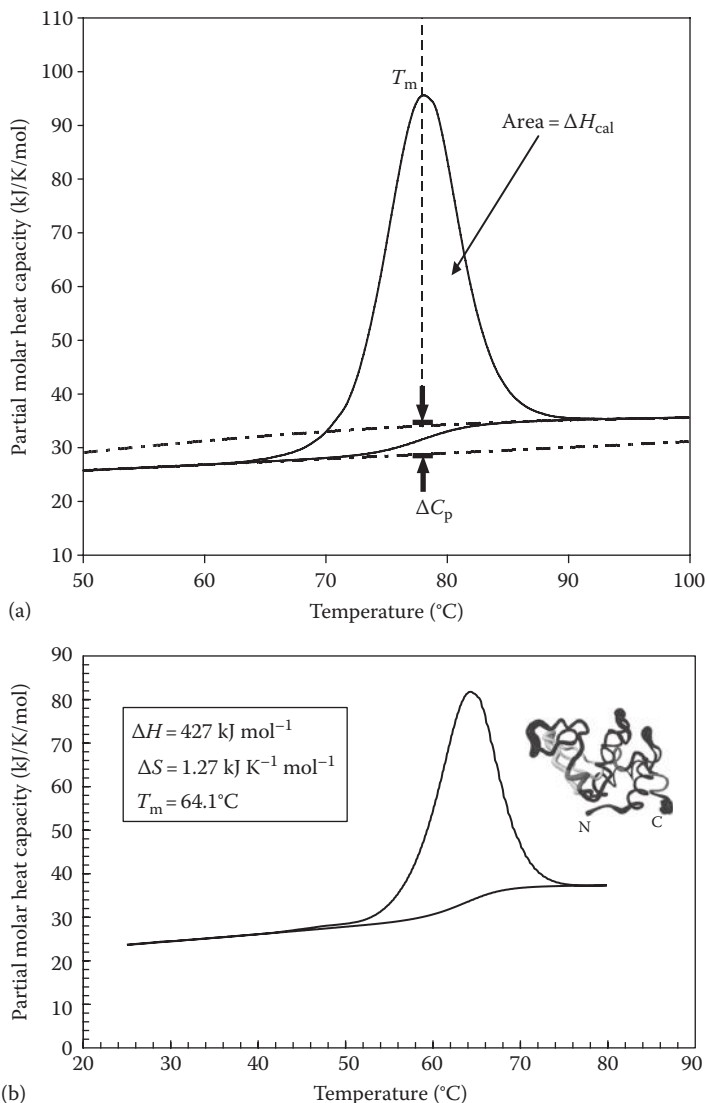 110
100
90
80
70
60
50
40
30
20
10
Partial molar heat capacity (kJ/K/mol)
Tm
Area = ΔHcal
ΔCp
50 60 70 80 90 100
(a)
Temperature (°C)
90
80
70
60
50
40
30
20
10
0
Partial molar heat capacity (kJ/K/mol)
ΔH = 427 kJ mol⁻¹
ΔS = 1.27 kJ K⁻¹ mol⁻¹
Tm = 64.1°C
N C
20 30 40 50 60 70 80 90
(b)
Temperature (°C)